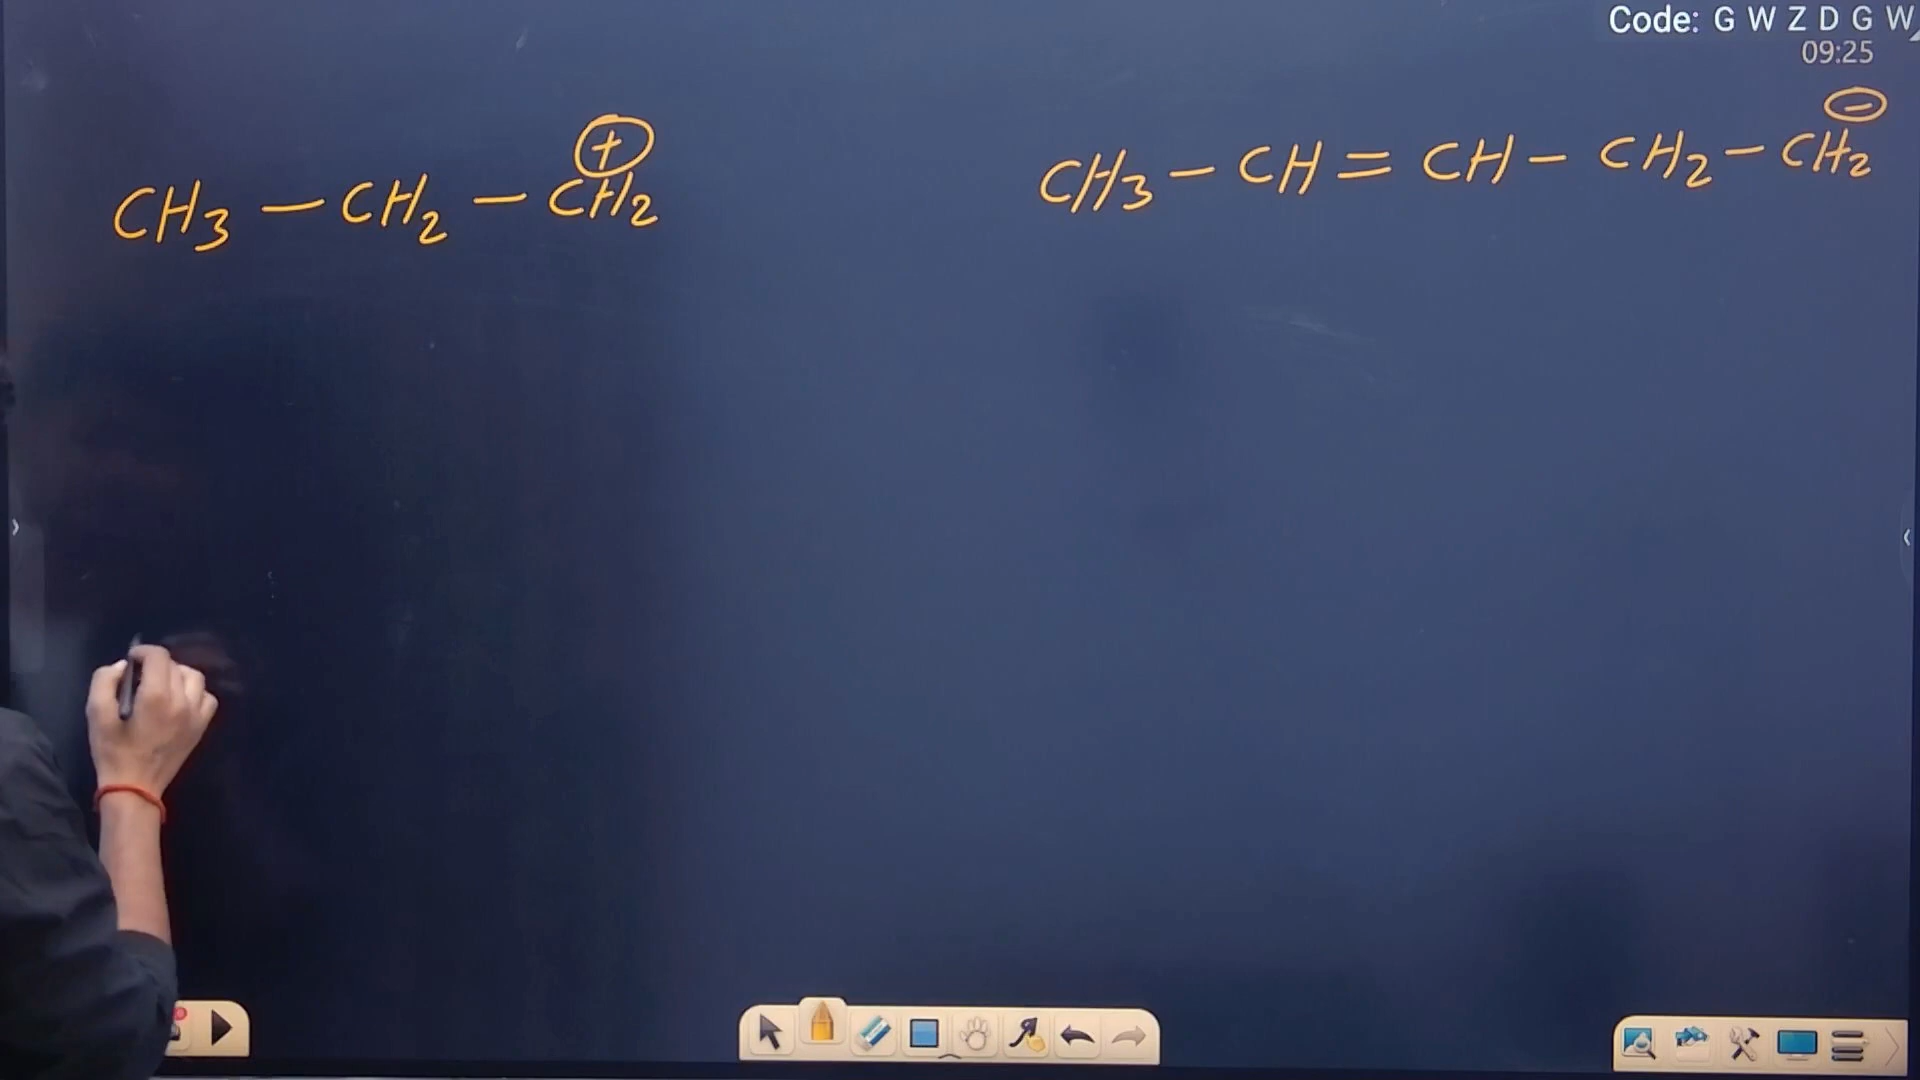 Code: G W Z D G W
09:25
CH3 – CH2 – CH2 ⊕
CH3 – CH = CH – CH2 – CH2 ⊖